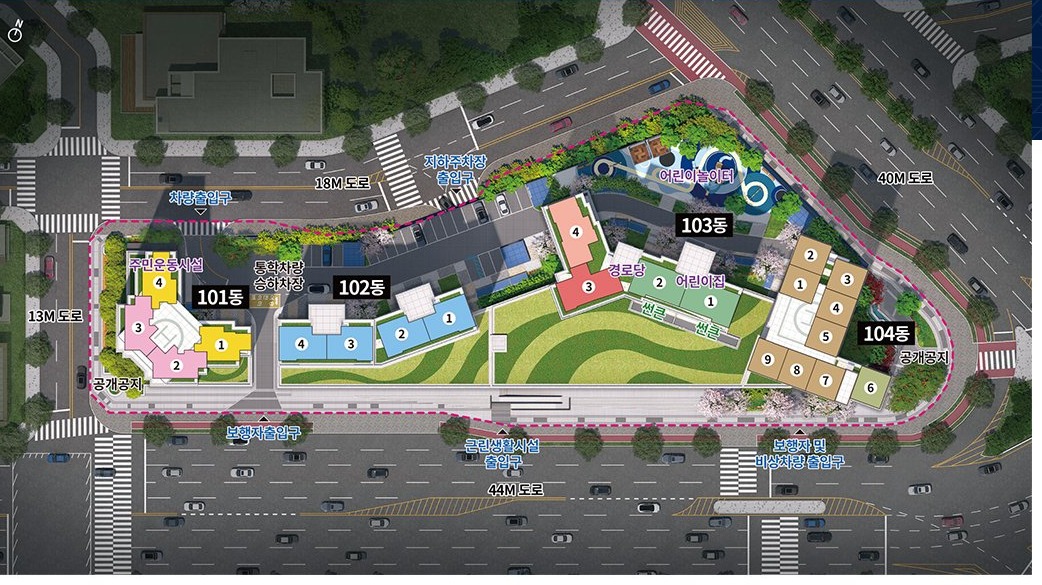 N
지하주차장
출입구
18M 도로
어린이놀이터
40M 도로
차량출입구
103동
4
2
주민운동시설
통학차량
승하차장
경로당
어린이집
1
3
4
101동
102동
3
2
1
4
13M 도로
3
1
2
썬큰
썬큰
1
5
104동
2
4
3
9
8
7
6
공개공지
공개공지
보행자출입구
근린생활시설
출입구
보행자 및
비상차량 출입구
44M 도로